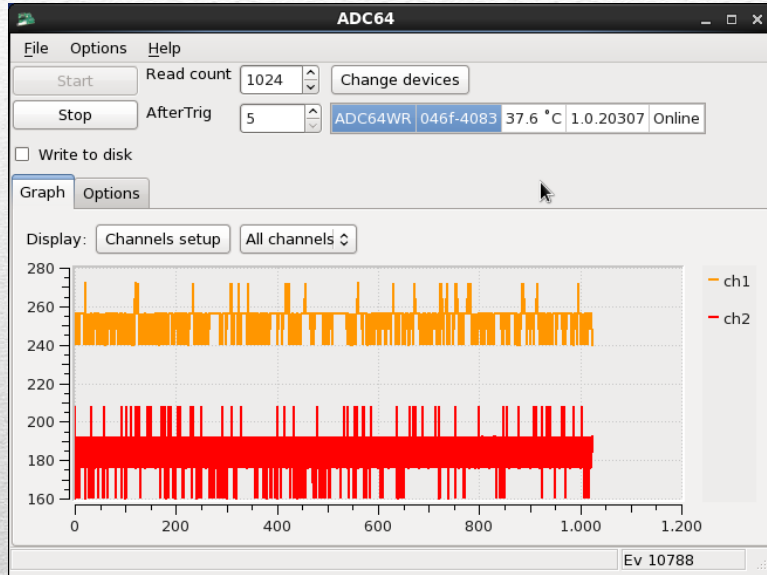 ADC64
File Options Help
Start Read count 1024 Change devices
Stop AfterTrig 5 ADC64WR 046f-4083 37.6 °C 1.0.20307 Online
Write to disk
Graph Options
Display: Channels setup All channels
280
260
240
220
200
180
160
0 200 400 600 800 1.000 1.200
ch1
ch2
Ev 10788